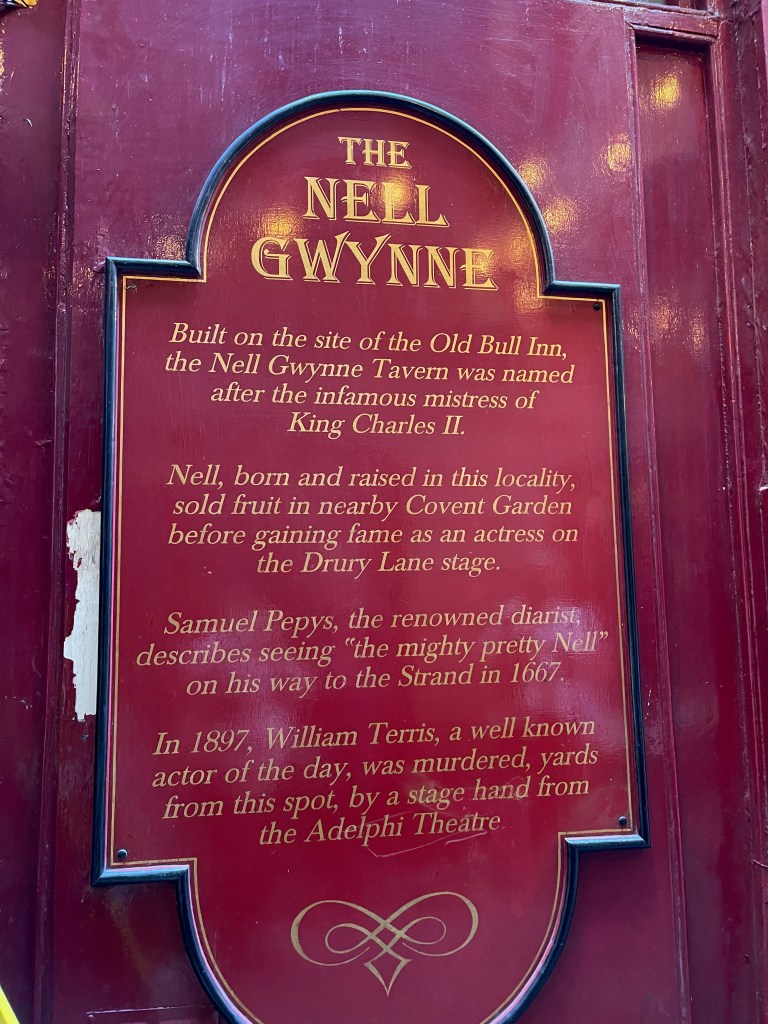 THE
NELL
GWYNNE
Built on the site of the Old Bull Inn,
the Nell Gwynne Tavern was named
after the infamous mistress of
King Charles II.
Nell, born and raised in this locality,
sold fruit in nearby Covent Garden
before gaining fame as an actress on
the Drury Lane stage.
Samuel Pepys, the renowned diarist,
describes seeing "the mighty pretty Nell"
on his way to the Strand in 1667.
In 1897, William Terris, a well known
actor of the day, was murdered, yards
from this spot, by a stage hand from
the Adelphi Theatre